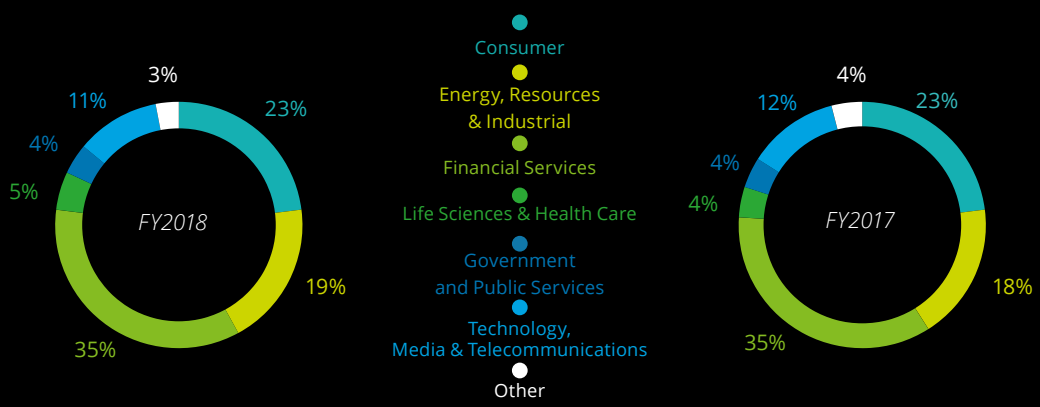 3%
11%
23%
4%
5%
FY2018
19%
35%
Consumer
Energy, Resources
& Industrial
Financial Services
Life Sciences & Health Care
Government
and Public Services
Technology,
Media & Telecommunications
Other
4%
12%
23%
4%
4%
FY2017
18%
35%